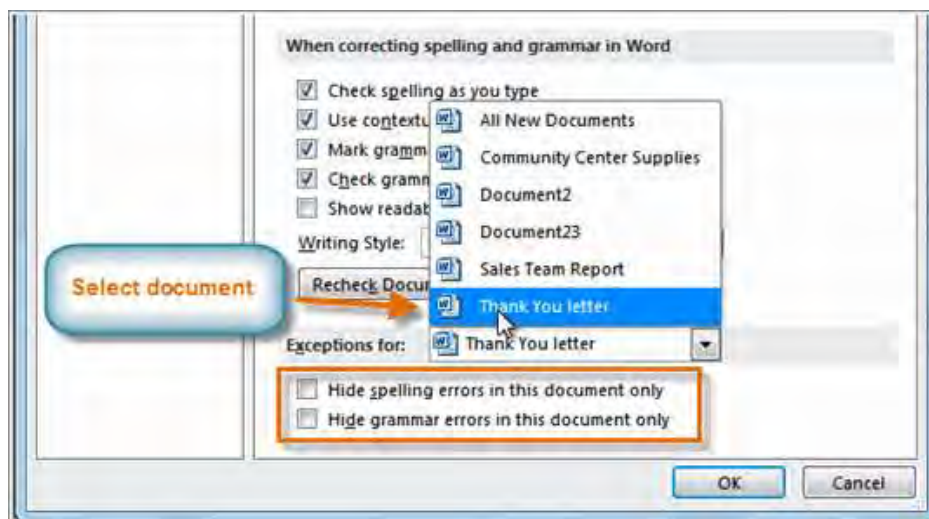 When correcting spelling and grammar in Word
Check spelling as you type
Use contextu
All New Documents
Mark gramm
Community Center Supplies
Check gramn
Document2
Show readab
Document23
Writing Style:
Sales Team Report
Select document
Recheck Docur
Thank You letter
Exceptions for:
Thank You letter
Hide spelling errors in this document only
Hide grammar errors in this document only
OK
Cancel